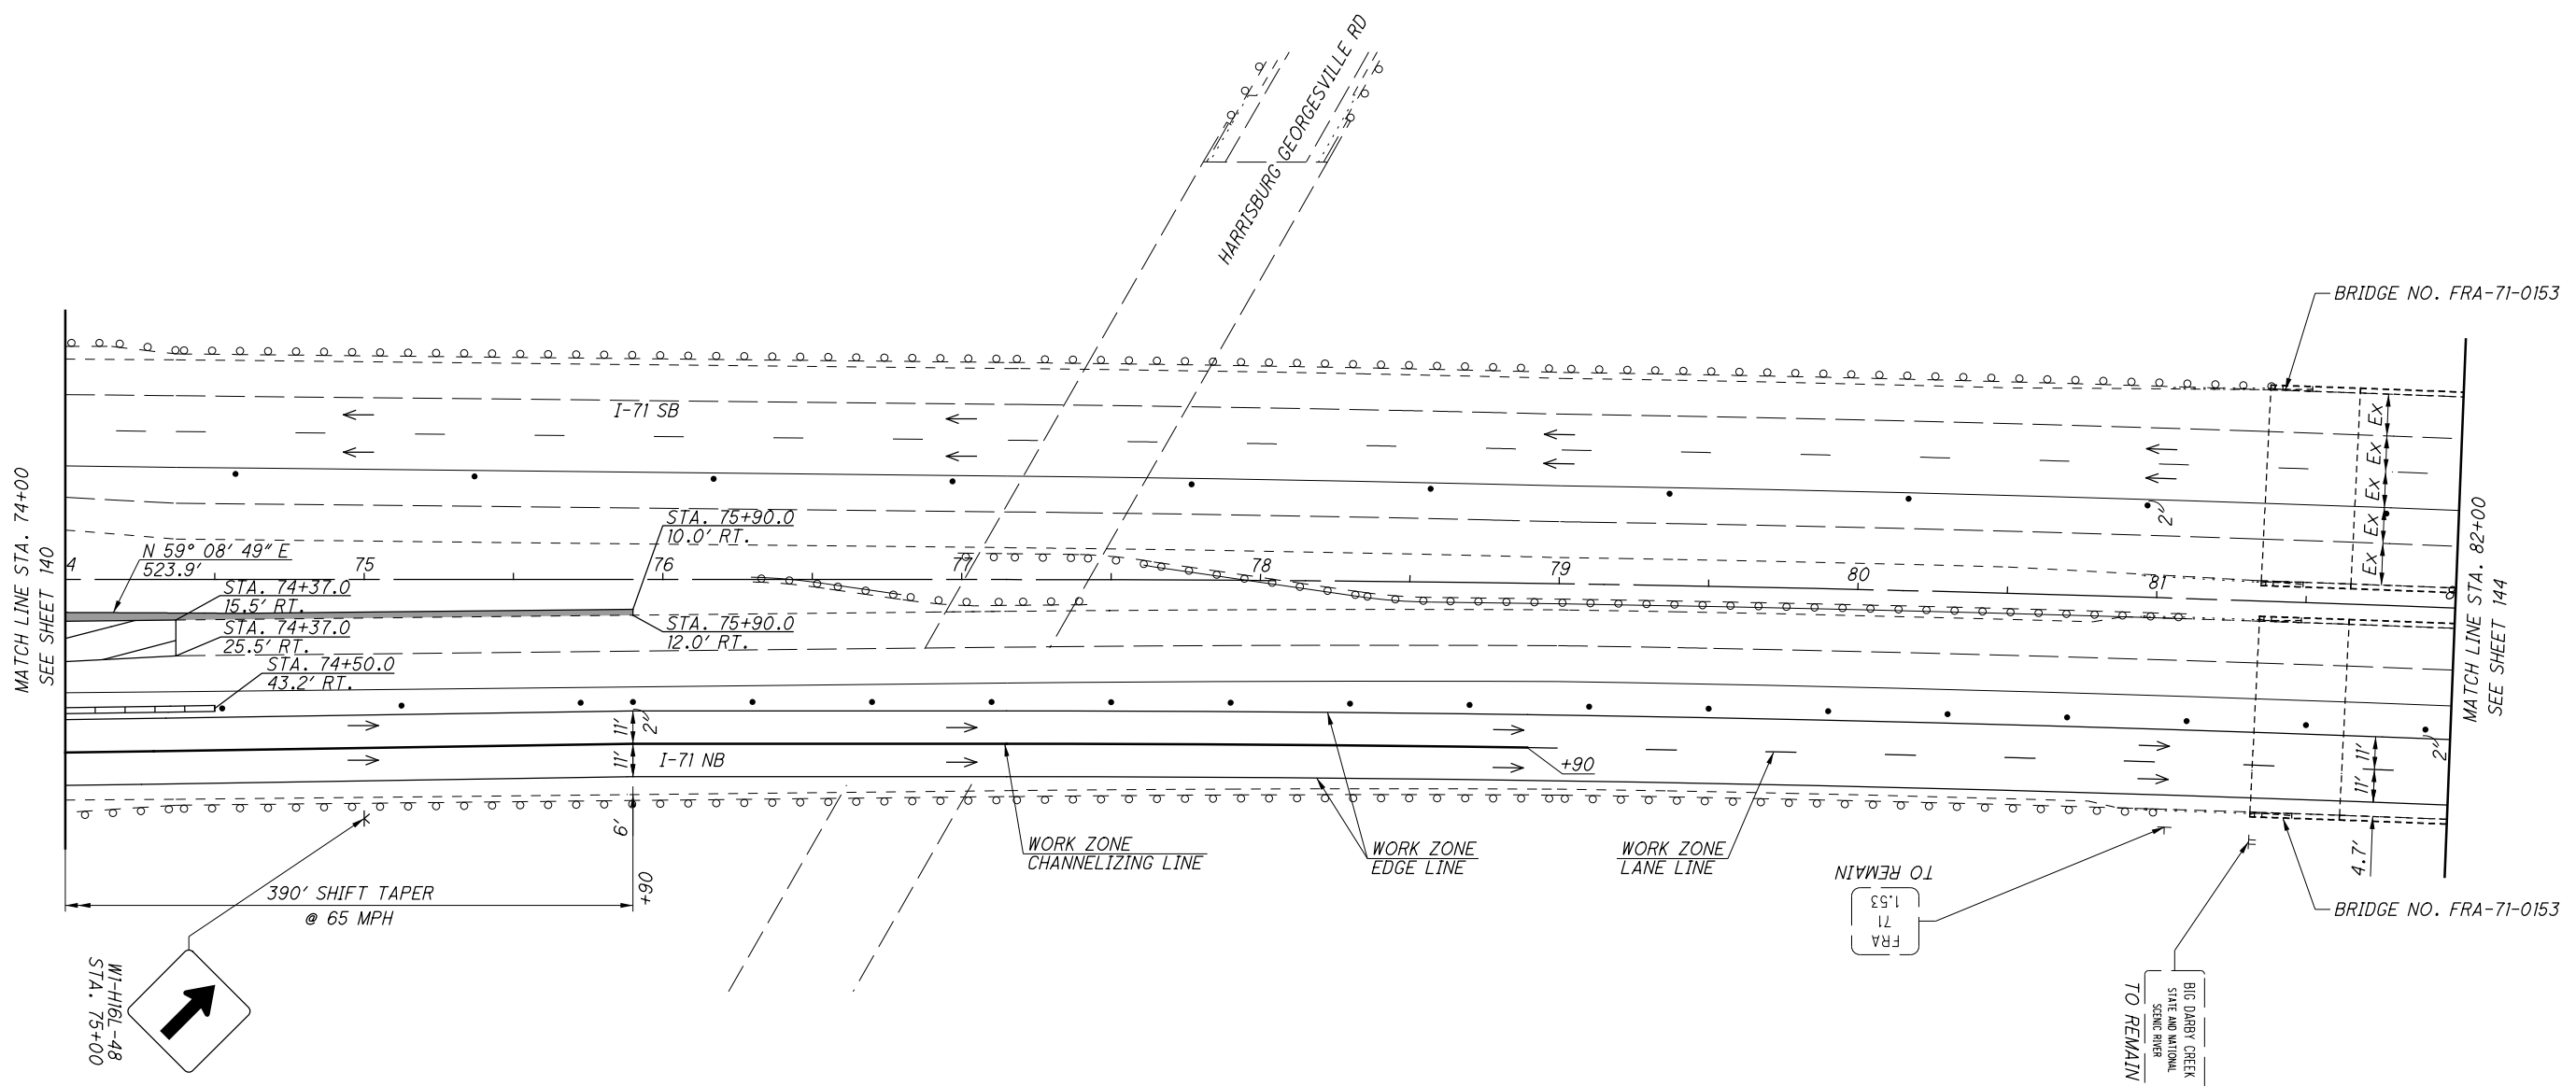 HARRISBURG GEORGESVILLE RD
BRIDGE NO. FRA-71-0153
MATCH LINE STA. 74+00
SEE SHEET 140
I-71 SB
Ex
Ex
Ex
Ex
Ex
2'
MATCH LINE STA. 82+00
SEE SHEET 144
N 59° 08' 49" E
523.9'
STA. 75+90.0
10.0' RT.
4
75
76
77
78
79
80
81
8
STA. 74+37.0
15.5' RT.
STA. 74+37.0
25.5' RT.
STA. 75+90.0
12.0' RT.
STA. 74+50.0
43.2' RT.
11'
2'
11'
I-71 NB
+90
11'
11'
2'
6'
+90
WORK ZONE
CHANNELIZING LINE
WORK ZONE
EDGE LINE
WORK ZONE
LANE LINE
4.7'
390' SHIFT TAPER
@ 65 MPH
TO REMAIN
FRA
71
1.53
BRIDGE NO. FRA-71-0153
W1-H16L-48
STA. 75+00
BIG DARBY CREEK
STATE AND NATIONAL
SCENIC RIVER
TO REMAIN